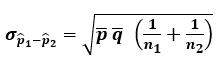 σ_{p̂₁−p̂₂} = √(p̄ q̄ (1/n₁ + 1/n₂))